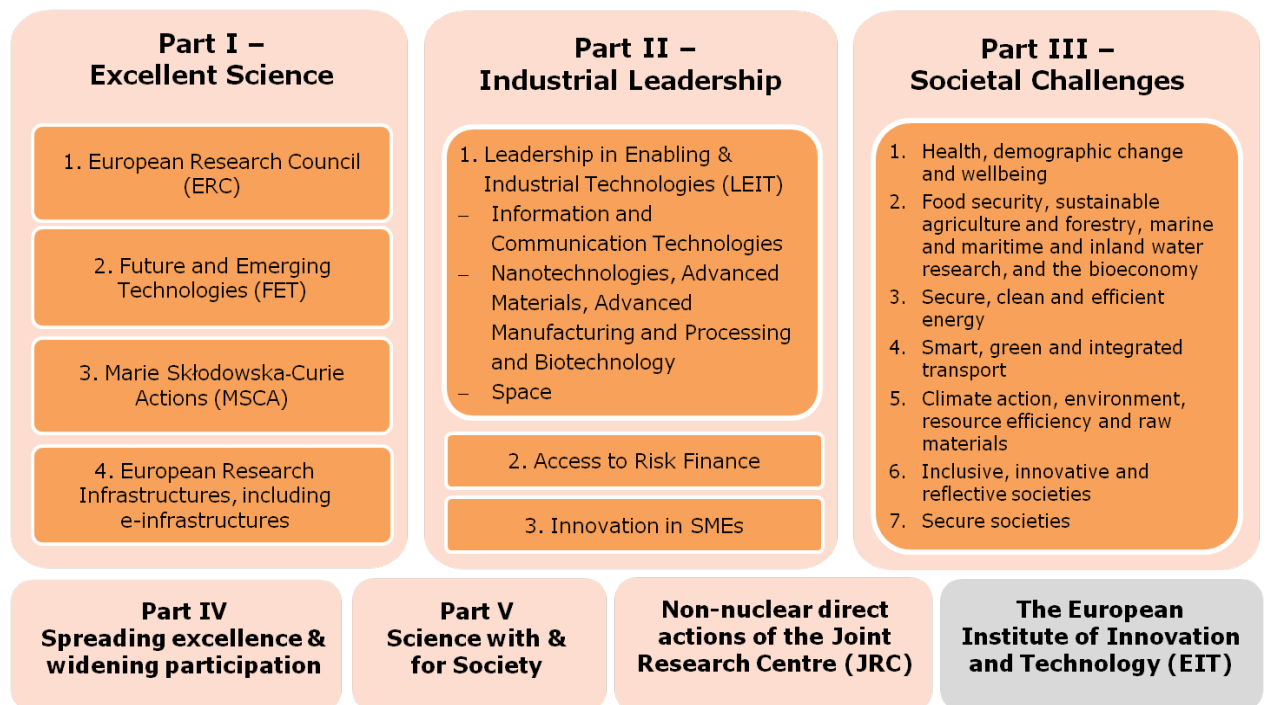 Part I –
Excellent Science
1. European Research Council
(ERC)
2. Future and Emerging
Technologies (FET)
3. Marie Skłodowska-Curie
Actions (MSCA)
4. European Research
Infrastructures, including
e-infrastructures
Part II –
Industrial Leadership
1. Leadership in Enabling &
Industrial Technologies (LEIT)
– Information and
Communication Technologies
– Nanotechnologies, Advanced
Materials, Advanced
Manufacturing and Processing
and Biotechnology
– Space
2. Access to Risk Finance
3. Innovation in SMEs
Part III –
Societal Challenges
1. Health, demographic change
and wellbeing
2. Food security, sustainable
agriculture and forestry, marine
and maritime and inland water
research, and the bioeconomy
3. Secure, clean and efficient
energy
4. Smart, green and integrated
transport
5. Climate action, environment,
resource efficiency and raw
materials
6. Inclusive, innovative and
reflective societies
7. Secure societies
Part IV
Spreading excellence &
widening participation
Part V
Science with &
for Society
Non-nuclear direct
actions of the Joint
Research Centre (JRC)
The European
Institute of Innovation
and Technology (EIT)